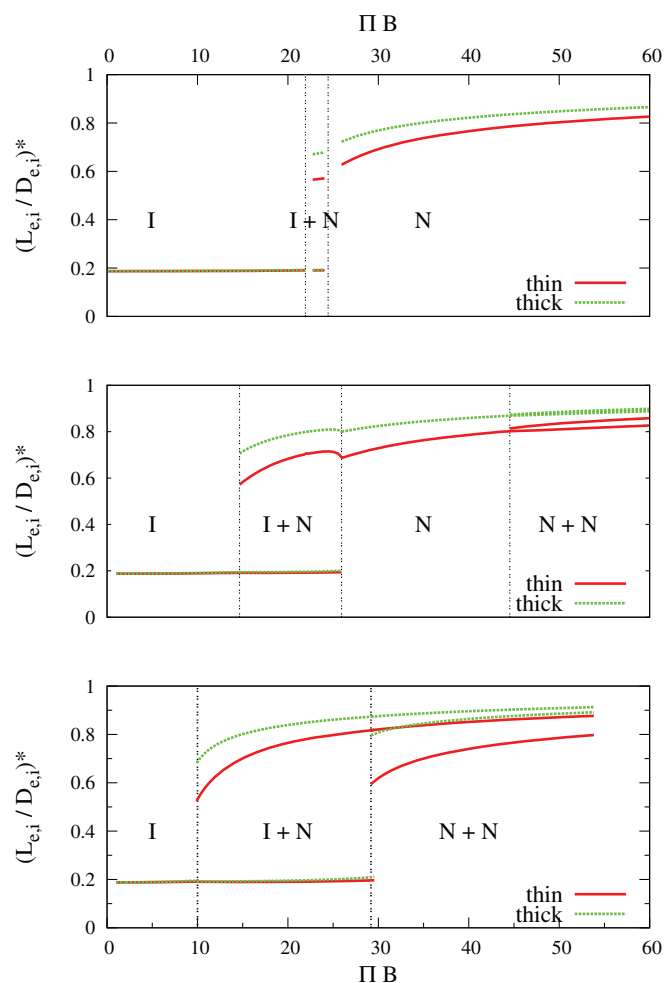 Π B
0 10 20 30 40 50 60
1
0.8
0.6
0.4
0.2
0
(L_{e,i} / D_{e,i})*
I I + N N
thin
thick
1
0.8
0.6
0.4
0.2
0
(L_{e,i} / D_{e,i})*
I I + N N N + N
thin
thick
1
0.8
0.6
0.4
0.2
0
(L_{e,i} / D_{e,i})*
I I + N N + N
thin
thick
0 10 20 30 40 50 60
Π B